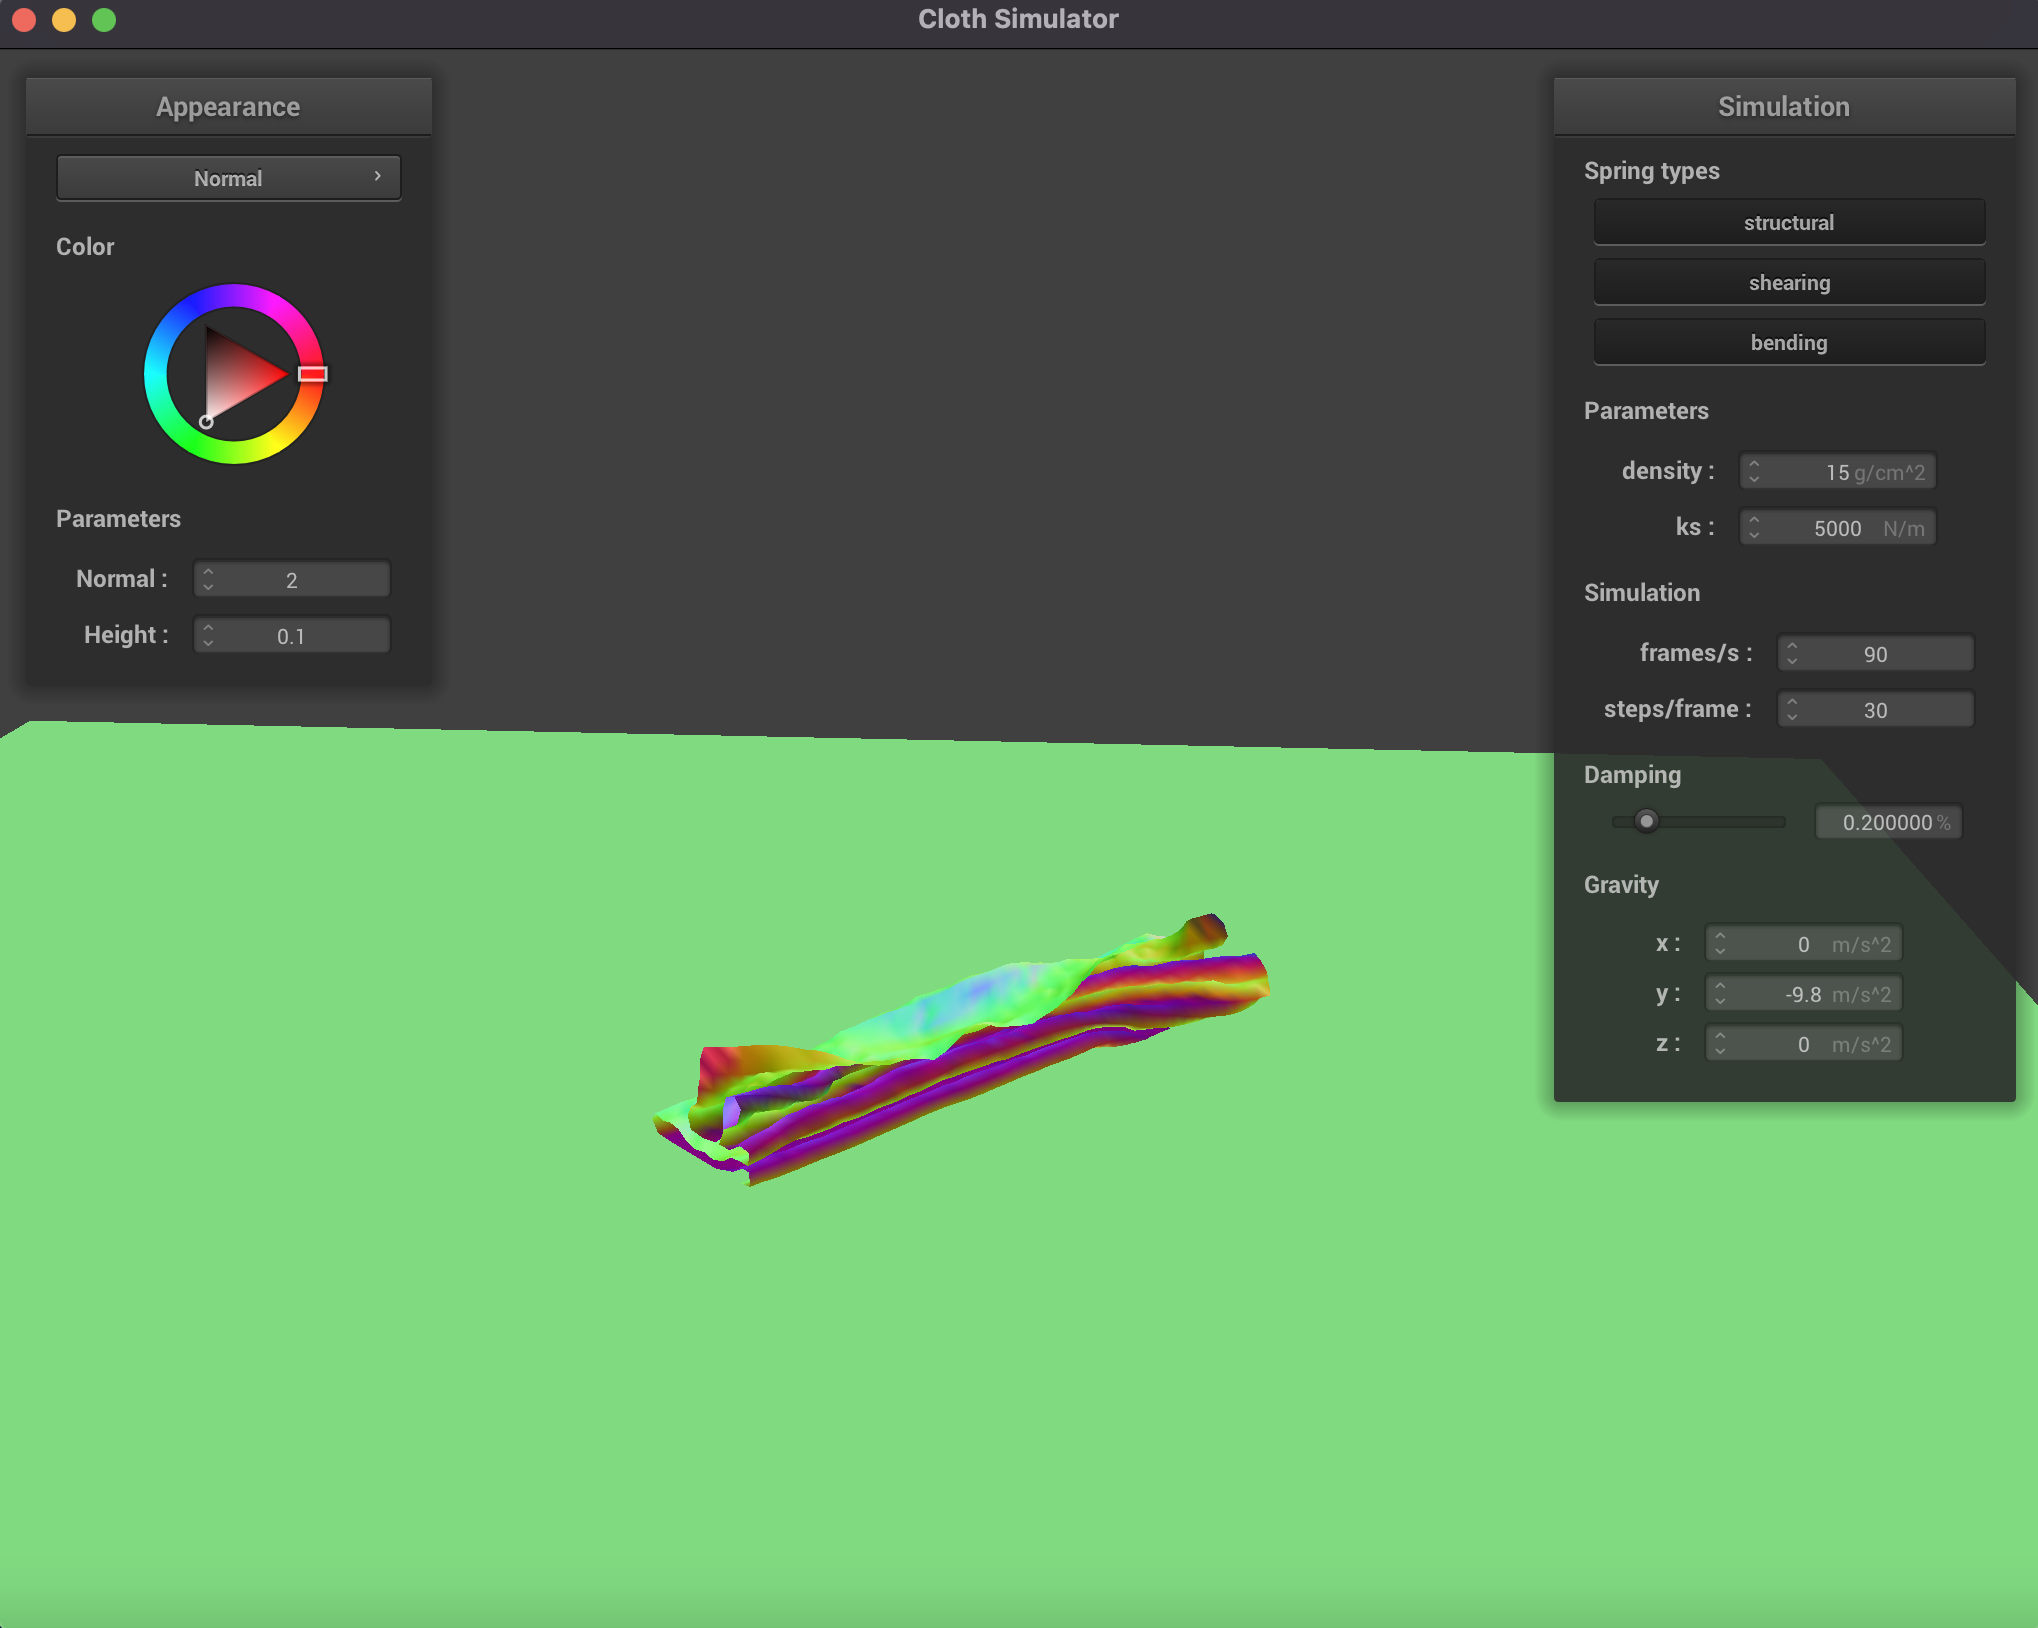 Cloth Simulator
Appearance
Normal
Color
Parameters
Normal : 2
Height : 0.1
Simulation
Spring types
structural
shearing
bending
Parameters
density : 15 g/cm^2
ks : 5000 N/m
Simulation
frames/s : 90
steps/frame : 30
Damping
0.200000 %
Gravity
x : 0 m/s^2
y : -9.8 m/s^2
z : 0 m/s^2